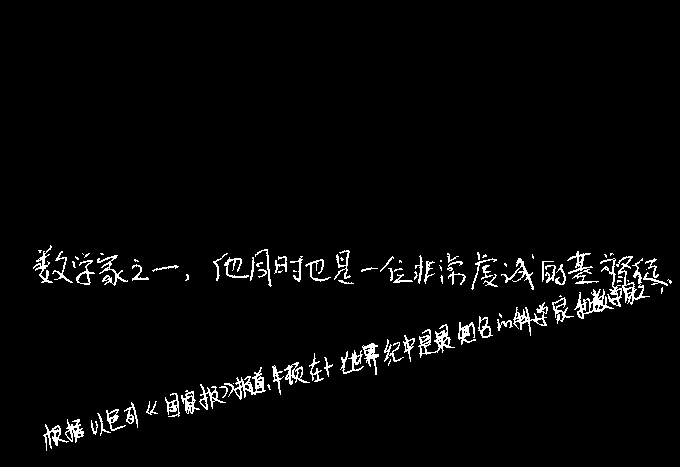 数学家之一，他同时也是一位非常虔诚的基督徒
根据以色列《国家报》报道，牛顿在十七世纪中是最知名的科学家和数学家之一，